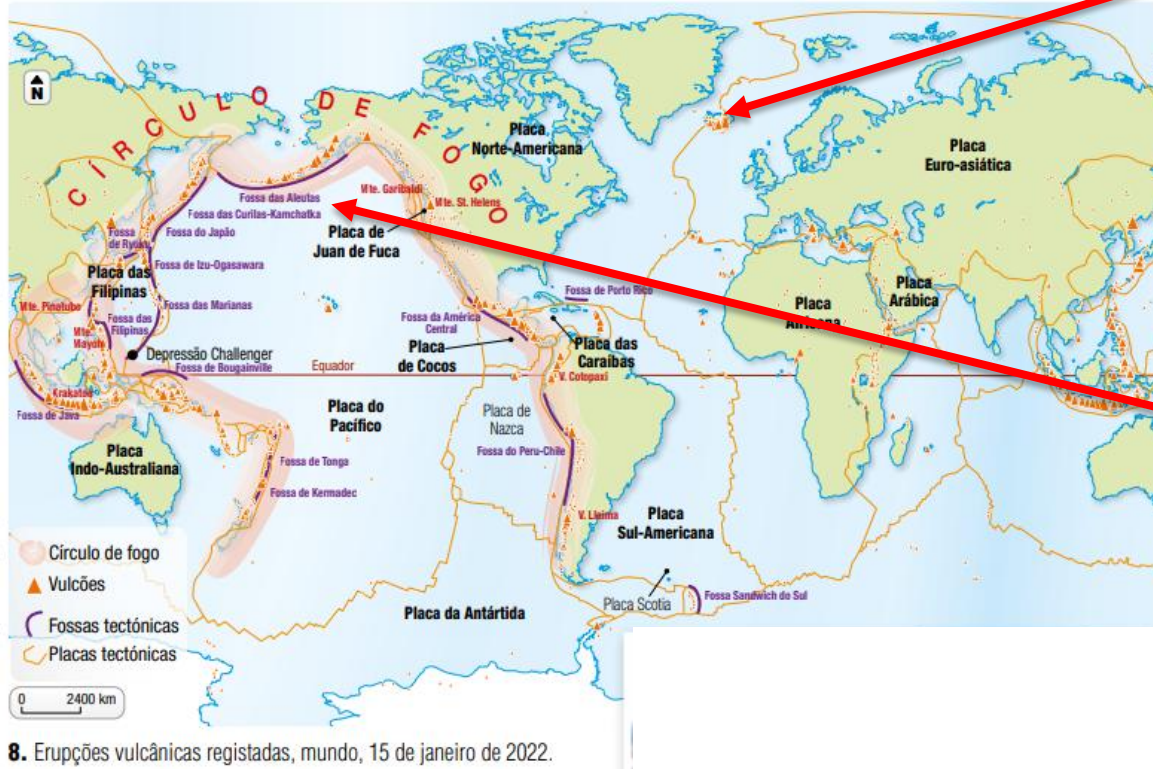 CÍRCULO DE FOGO
N
Placa
Norte-Americana
Placa
Euro-asiática
Mte. Garibaldi
Mte. St. Helens
Fossa das Aleutas
Fossa das Curilas-Kamchatka
Placa de
Juan de Fuca
Fossa
de Ryuku
Fossa do Japão
Placa das
Filipinas
Fossa de Izu-Ogasawara
Placa
Arábica
Fossa de Porto Rico
Mte. Pinatubo
Fossa das Marianas
Placa
Africana
Fossa das
Filipinas
Mte.
Mayon
Fossa da América
Central
Placa
de Cocos
Placa das
Caraíbas
Depressão Challenger
Equador
Fossa de Bougainville
V. Cotopaxi
Krakatoa
Fossa de Java
Placa do
Pacífico
Placa de
Nazca
Placa
Indo-Australiana
Fossa do Peru-Chile
Fossa de Tonga
Fossa de Kermadec
V. Llaima
Placa
Sul-Americana
Círculo de fogo
Vulcões
Fossas tectónicas
Placas tectónicas
Placa da Antártida
Placa Scotia
Fossa Sandwich do Sul
0 2400 km
8. Erupções vulcânicas registadas, mundo, 15 de janeiro de 2022.